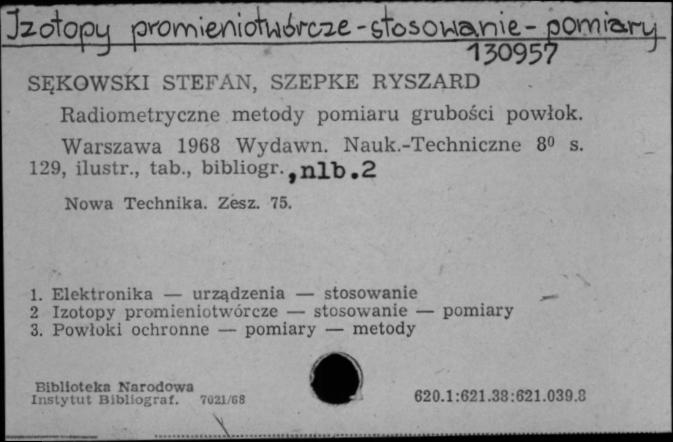 Izotopy promieniotwórcze-stosowanie-pomiary
130957
SĘKOWSKI STEFAN, SZEPKE RYSZARD
Radiometryczne metody pomiaru grubości powłok.
Warszawa 1968 Wydawn. Nauk.-Techniczne 8⁰ s.
129, ilustr., tab., bibliogr., nlb.2
Nowa Technika. Zesz. 75.
1. Elektronika — urządzenia — stosowanie
2 Izotopy promieniotwórcze — stosowanie — pomiary
3. Powłoki ochronne — pomiary — metody
Biblioteka Narodowa
Instytut Bibliograf. 7021/68
620.1:621.38:621.039.8